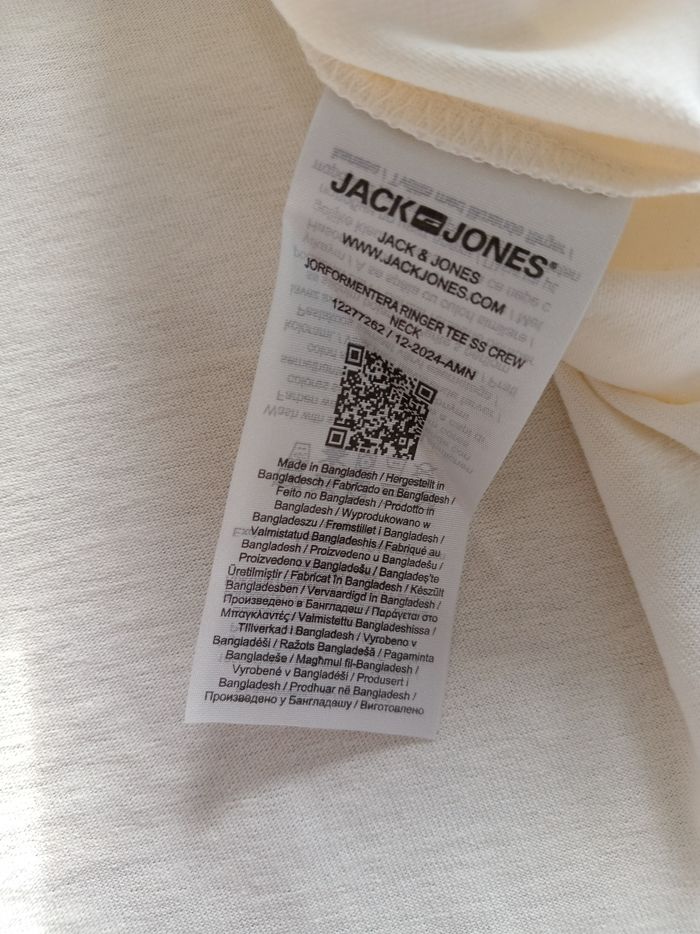 JACK JONES®
JACK & JONES
WWW.JACKJONES.COM
JORFORMENTERA RINGER TEE SS CREW
NECK
12277262 / 12-2024-AMN
Made in Bangladesh / Hergestellt in
Bangladesch / Fabricado en Bangladesh /
Feito no Bangladesh / Prodotto in
Bangladesh / Wyprodukowano w
Bangladeszu / Fremstillet i Bangladesh /
Valmistatud Bangladeshis / Fabriqué au
Bangladesh / Proizvedeno u Bangladešu /
Proizvedeno v Bangladešu / Bangladeş'te
Üretilmiştir / Fabricat în Bangladesh / Készült
Bangladesben / Vervaardigd in Bangladesh /
Произведено в Бангладеш / Παράγεται στο
Μπαγκλαντές / Valmistettu Bangladeshissa /
Tillverkad i Bangladesh / Vyrobeno v
Bangladéši / Ražots Bangladešā / Pagaminta
Bangladeše / Magħmul fil-Bangladesh /
Vyrobené v Bangladéši / Produsert i
Bangladesh / Prodhuar në Bangladesh /
Произведено у Бангладешу / Виготовлено